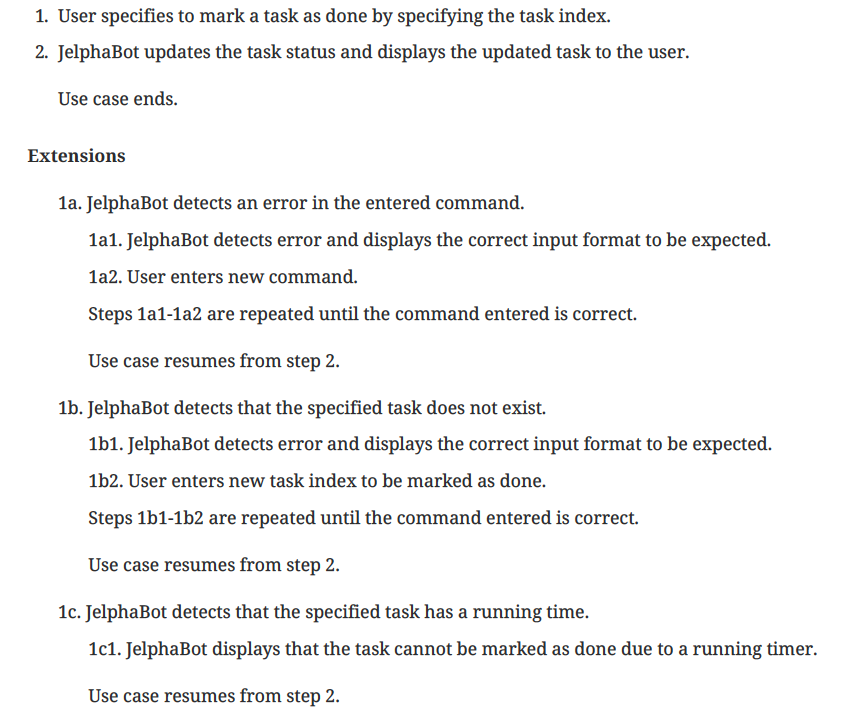 1. User specifies to mark a task as done by specifying the task index.
2. JelphaBot updates the task status and displays the updated task to the user.
Use case ends.
Extensions
1a. JelphaBot detects an error in the entered command.
1a1. JelphaBot detects error and displays the correct input format to be expected.
1a2. User enters new command.
Steps 1a1-1a2 are repeated until the command entered is correct.
Use case resumes from step 2.
1b. JelphaBot detects that the specified task does not exist.
1b1. JelphaBot detects error and displays the correct input format to be expected.
1b2. User enters new task index to be marked as done.
Steps 1b1-1b2 are repeated until the command entered is correct.
Use case resumes from step 2.
1c. JelphaBot detects that the specified task has a running time.
1c1. JelphaBot displays that the task cannot be marked as done due to a running timer.
Use case resumes from step 2.